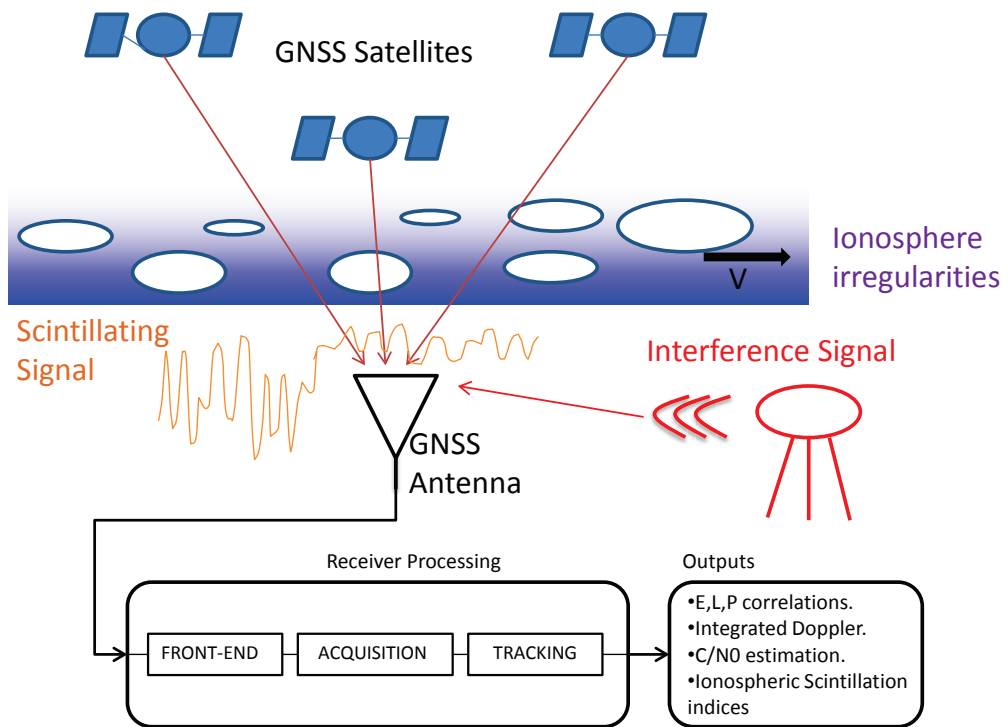 GNSS Satellites
Ionosphere
irregularities
V
Scintillating
Signal
Interference Signal
GNSS
Antenna
Receiver Processing
Outputs
FRONT-END
ACQUISITION
TRACKING
•E,L,P correlations.
•Integrated Doppler.
•C/N0 estimation.
•Ionospheric Scintillation
indices